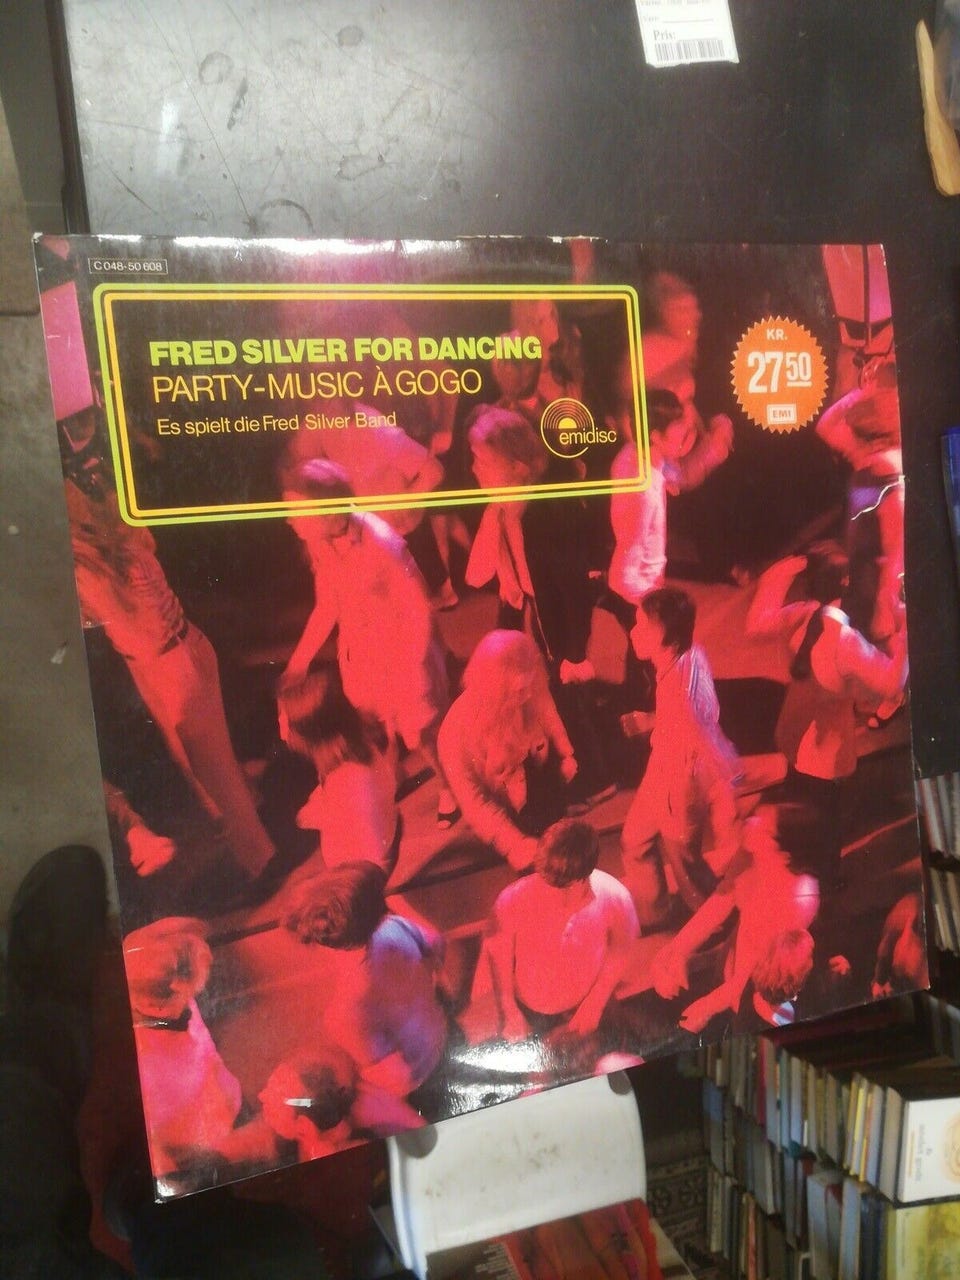 Pris:
C 048-50 608
FRED SILVER FOR DANCING
PARTY-MUSIC À GOGO
Es spielt die Fred Silver Band
emidisc
KR.
27 50
EMI